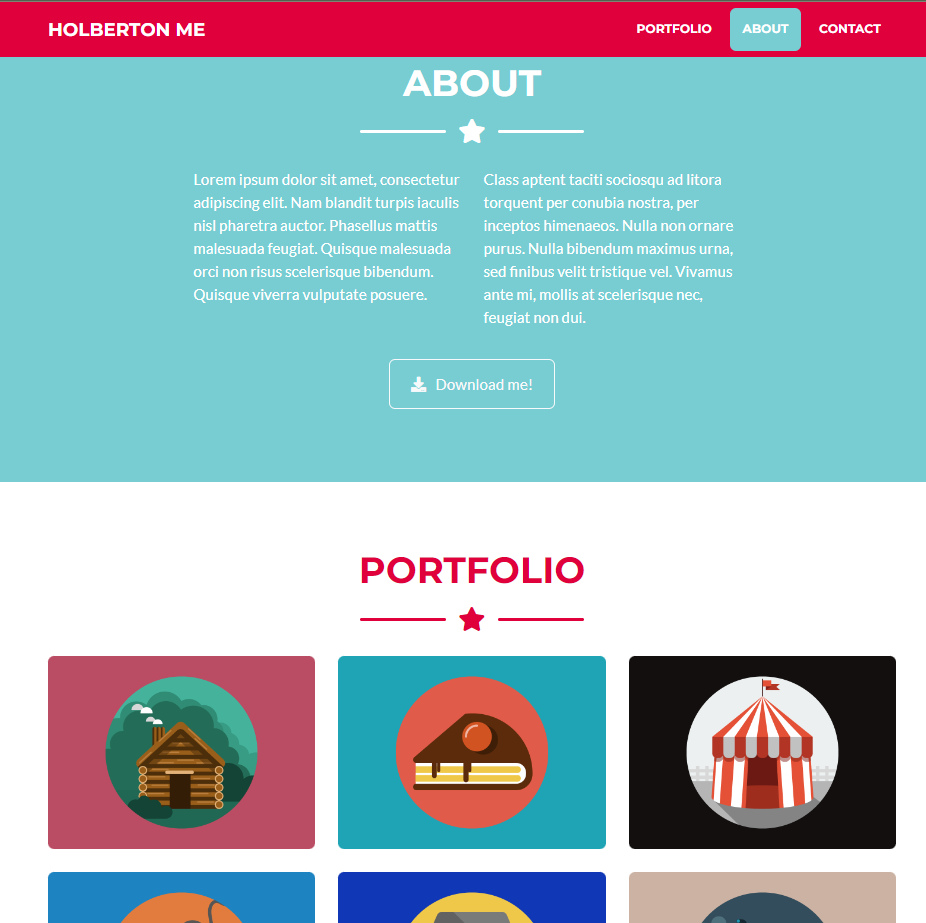 HOLBERTON ME
PORTFOLIO
ABOUT
CONTACT
ABOUT
Lorem ipsum dolor sit amet, consectetur
adipiscing elit. Nam blandit turpis iaculis
nisl pharetra auctor. Phasellus mattis
malesuada feugiat. Quisque malesuada
orci non risus scelerisque bibendum.
Quisque viverra vulputate posuere.
Class aptent taciti sociosqu ad litora
torquent per conubia nostra, per
inceptos himenaeos. Nulla non ornare
purus. Nulla bibendum maximus urna,
sed finibus velit tristique vel. Vivamus
ante mi, mollis at scelerisque nec,
feugiat non dui.
Download me!
PORTFOLIO